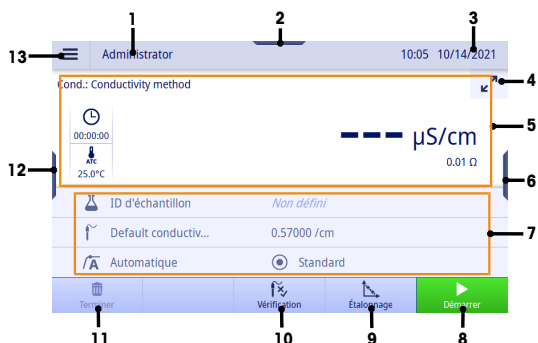 1
2
3
13
Administrator
10:05 10/14/2021
Cond.: Conductivity method
4
00:00:00
ATC
25.0°C
--- µS/cm
0.01 Ω
5
12
6
ID d'échantillon Non défini
Default conductiv... 0.57000 /cm
7
A Automatique Standard
Terminer
Vérification
Étalonnage
Démarrer
11
10
9
8